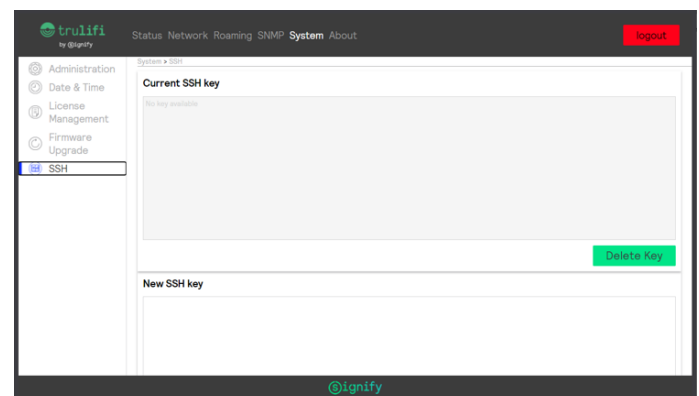 trulifi
by Signify
Status Network Roaming SNMP System About
logout
System > SSH
Administration
Date & Time
License
Management
Firmware
Upgrade
SSH
Current SSH key
No key available
Delete Key
New SSH key
Signify